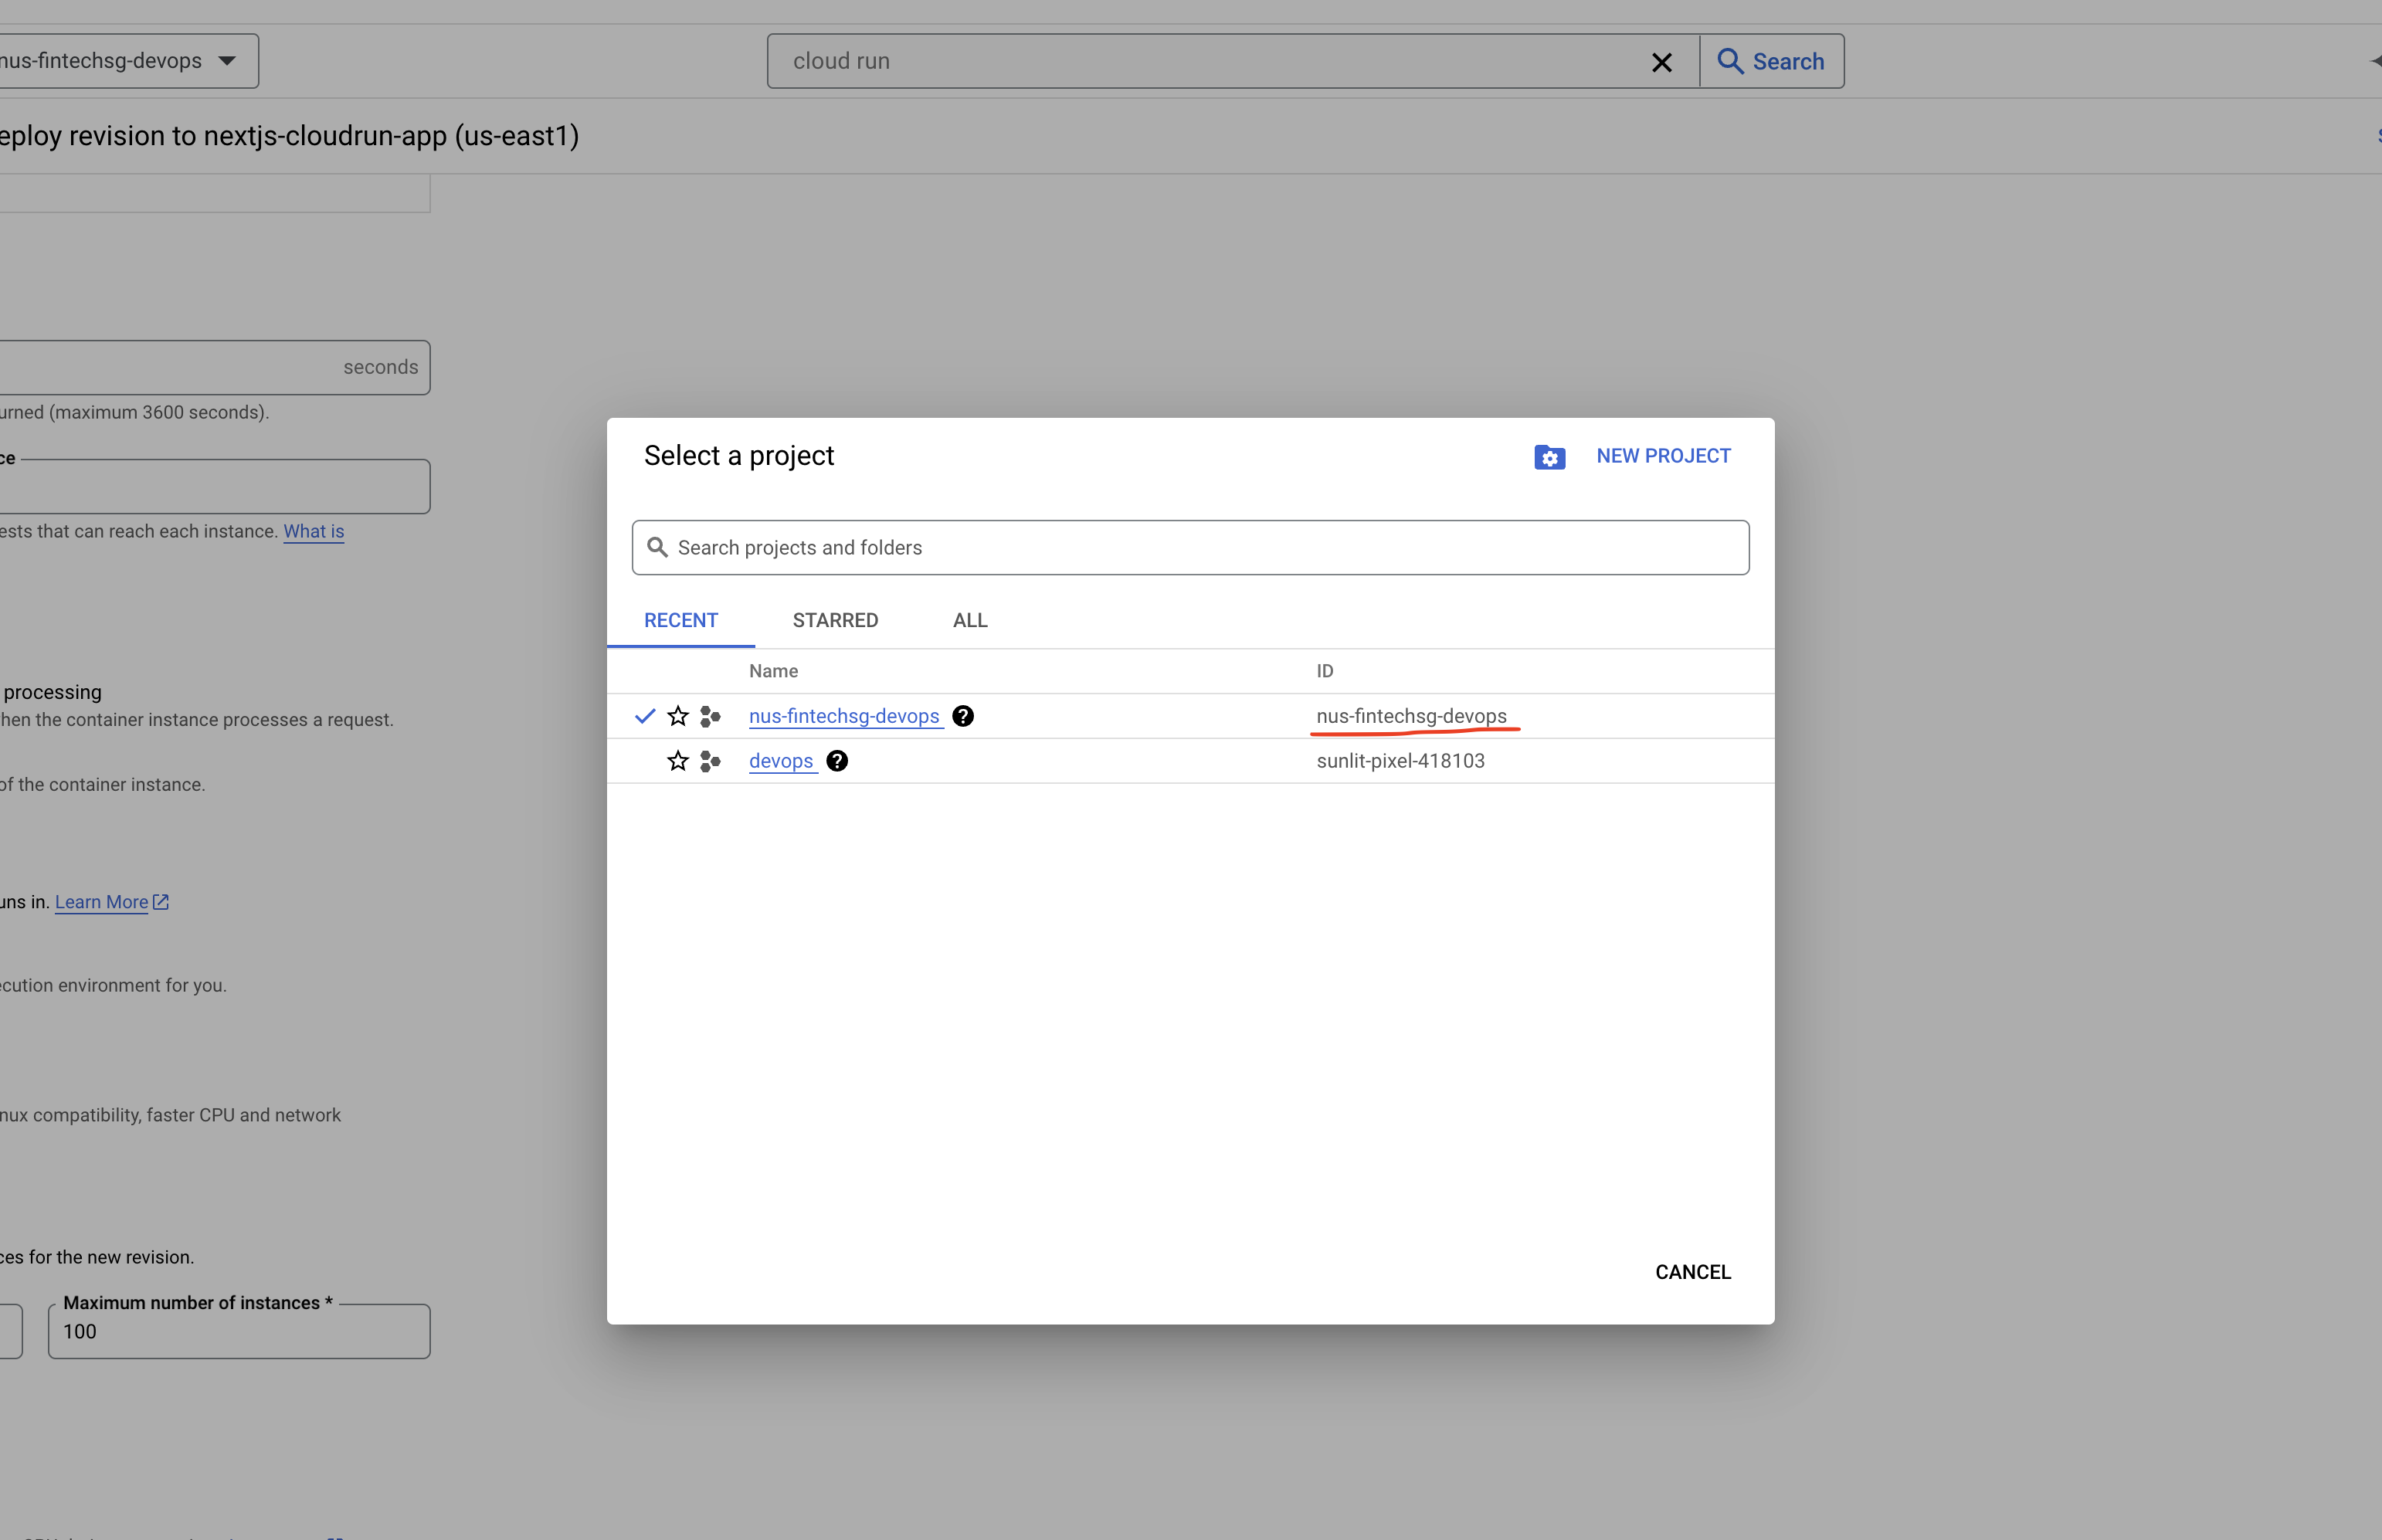 nus-fintechsg-devops
cloud run
Search
eploy revision to nextjs-cloudrun-app (us-east1)
seconds
urned (maximum 3600 seconds).
ce
ests that can reach each instance. What is
processing
hen the container instance processes a request.
of the container instance.
uns in. Learn More
cution environment for you.
nux compatibility, faster CPU and network
ces for the new revision.
Maximum number of instances *
100
Select a project
NEW PROJECT
Search projects and folders
RECENT STARRED ALL
Name ID
nus-fintechsg-devops nus-fintechsg-devops
devops sunlit-pixel-418103
CANCEL